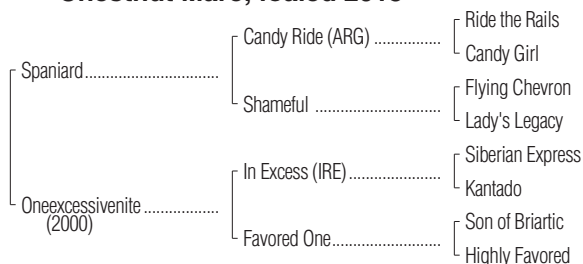 Chestnut Mare; foaled 2013
Ride the Rails
Candy Ride (ARG) ................
Candy Girl
Spaniard................................
Flying Chevron
Shameful ..............................
Lady's Legacy
Siberian Express
In Excess (IRE)......................
Kantado
Oneexcessivenite ..................
(2000)
Son of Briartic
Favored One..........................
Highly Favored